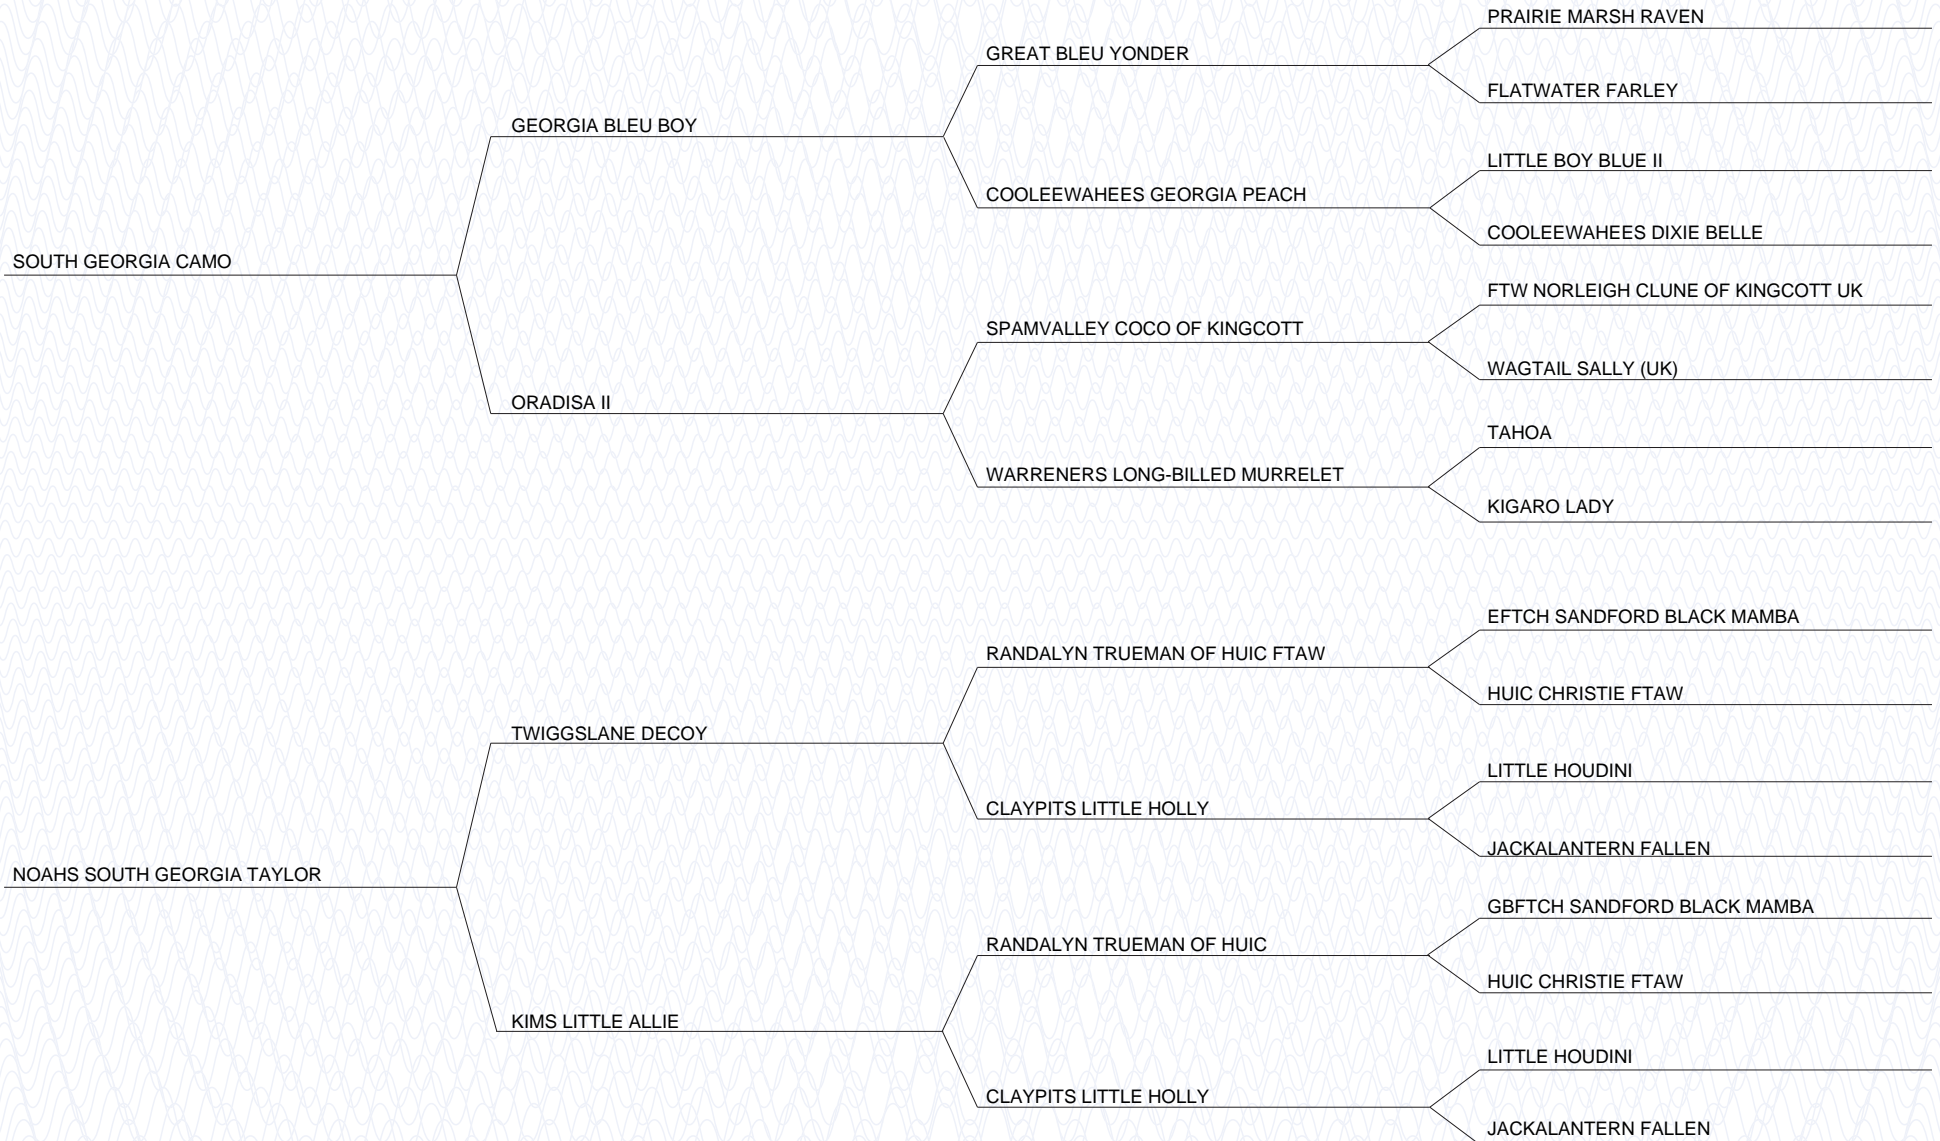 PRAIRIE MARSH RAVEN
GREAT BLEU YONDER
FLATWATER FARLEY
GEORGIA BLEU BOY
LITTLE BOY BLUE II
COOLEEWAHEES GEORGIA PEACH
COOLEEWAHEES DIXIE BELLE
SOUTH GEORGIA CAMO
FTW NORLEIGH CLUNE OF KINGCOTT UK
SPAMVALLEY COCO OF KINGCOTT
WAGTAIL SALLY (UK)
ORADISA II
TAHOA
WARRENERS LONG-BILLED MURRELET
KIGARO LADY
EFTCH SANDFORD BLACK MAMBA
RANDALYN TRUEMAN OF HUIC FTAW
HUIC CHRISTIE FTAW
TWIGGSLANE DECOY
LITTLE HOUDINI
CLAYPITS LITTLE HOLLY
JACKALANTERN FALLEN
NOAHS SOUTH GEORGIA TAYLOR
GBFTCH SANDFORD BLACK MAMBA
RANDALYN TRUEMAN OF HUIC
HUIC CHRISTIE FTAW
KIMS LITTLE ALLIE
LITTLE HOUDINI
CLAYPITS LITTLE HOLLY
JACKALANTERN FALLEN